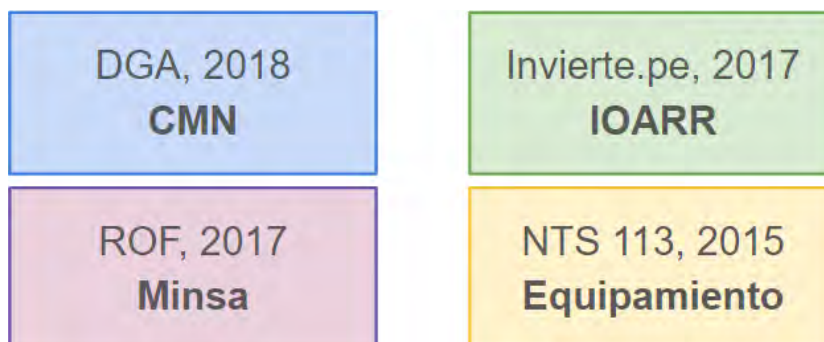 DGA, 2018
CMN
Invierte.pe, 2017
IOARR
ROF, 2017
Minsa
NTS 113, 2015
Equipamiento